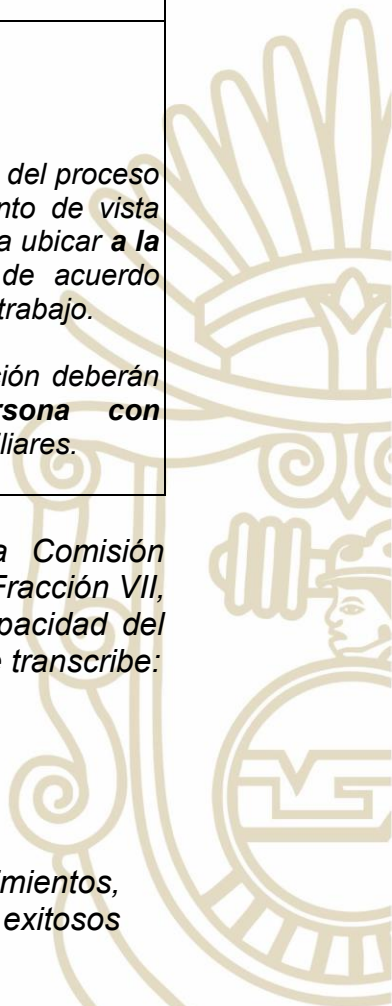 del proceso
nto de vista
a ubicar a la
de acuerdo
trabajo.
ción deberán
rsona con
liares.
a Comisión
Fracción VII,
pacidad del
e transcribe:
mientos,
exitosos